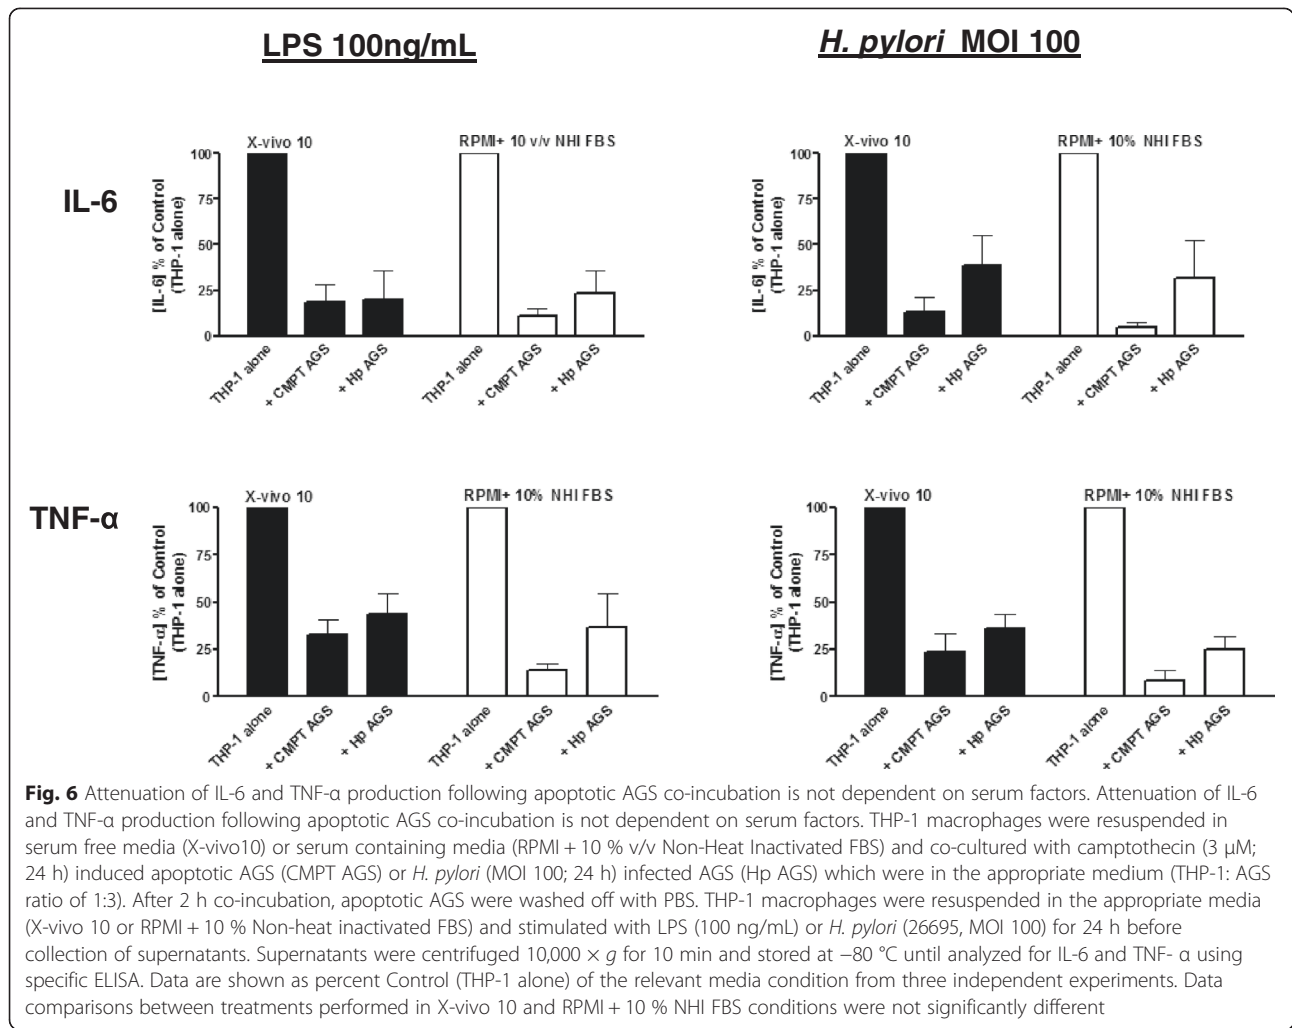 LPS 100ng/mL
H. pylori MOI 100
IL-6
X-vivo 10
RPMI+ 10 v/v NHI FBS
[IL-6] % of Control
(THP-1 alone)
100
75
50
25
0
THP-1 alone
+ CMPT AGS
+ Hp AGS
THP-1 alone
+ CMPT AGS
+ Hp AGS
X-vivo 10
RPMI+ 10% NHI FBS
[IL-6] % of Control
(THP-1 alone)
100
75
50
25
0
THP-1 alone
+ CMPT AGS
+ Hp AGS
THP-1 alone
+ CMPT AGS
+ Hp AGS
TNF-α
X-vivo 10
RPMI+ 10% NHI FBS
[TNF-α] % of Control
(THP-1 alone)
100
75
50
25
0
THP-1 alone
+ CMPT AGS
+ Hp AGS
THP-1 alone
+ CMPT AGS
+ Hp AGS
X-vivo 10
RPMI+ 10% NHI FBS
[TNF-α] % of Control
(THP-1 alone)
100
75
50
25
0
THP-1 alone
+ CMPT AGS
+ Hp AGS
THP-1 alone
+ CMPT AGS
+ Hp AGS
Fig. 6 Attenuation of IL-6 and TNF-α production following apoptotic AGS co-incubation is not dependent on serum factors. Attenuation of IL-6
and TNF-α production following apoptotic AGS co-incubation is not dependent on serum factors. THP-1 macrophages were resuspended in
serum free media (X-vivo10) or serum containing media (RPMI + 10 % v/v Non-Heat Inactivated FBS) and co-cultured with camptothecin (3 μM;
24 h) induced apoptotic AGS (CMPT AGS) or H. pylori (MOI 100; 24 h) infected AGS (Hp AGS) which were in the appropriate medium (THP-1: AGS
ratio of 1:3). After 2 h co-incubation, apoptotic AGS were washed off with PBS. THP-1 macrophages were resuspended in the appropriate media
(X-vivo 10 or RPMI + 10 % Non-heat inactivated FBS) and stimulated with LPS (100 ng/mL) or H. pylori (26695, MOI 100) for 24 h before
collection of supernatants. Supernatants were centrifuged 10,000 × g for 10 min and stored at −80 °C until analyzed for IL-6 and TNF- α using
specific ELISA. Data are shown as percent Control (THP-1 alone) of the relevant media condition from three independent experiments. Data
comparisons between treatments performed in X-vivo 10 and RPMI + 10 % NHI FBS conditions were not significantly different